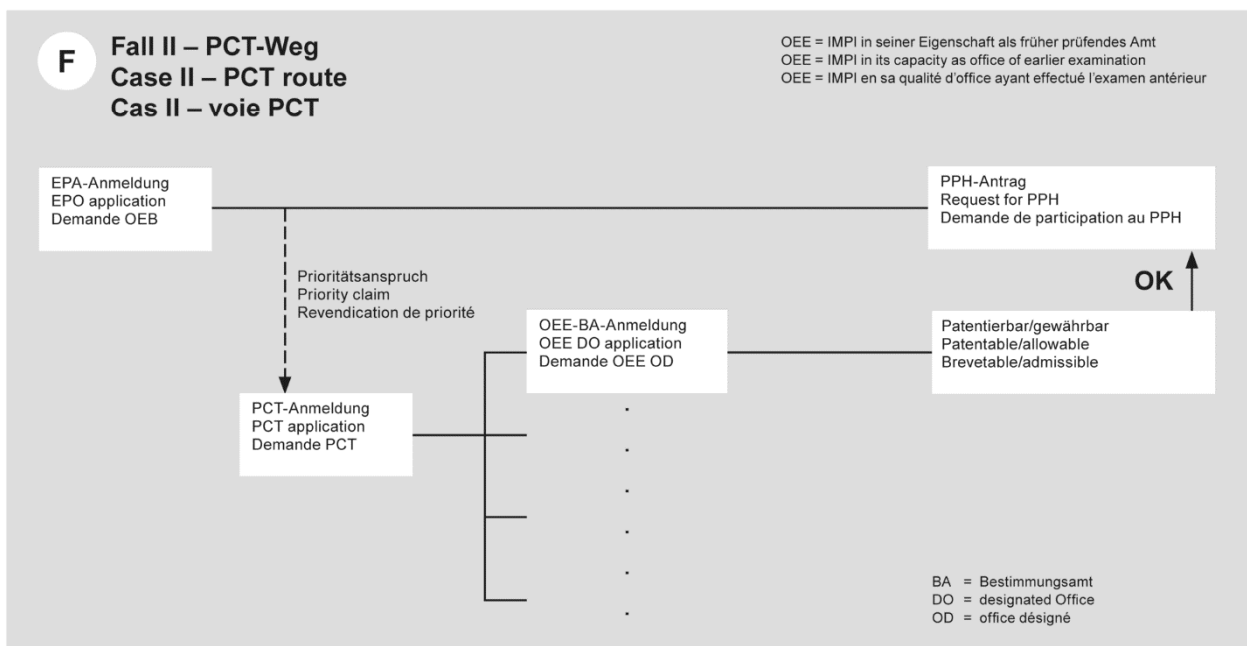 F
Fall II – PCT-Weg
Case II – PCT route
Cas II – voie PCT
OEE = IMPI in seiner Eigenschaft als früher prüfendes Amt
OEE = IMPI in its capacity as office of earlier examination
OEE = IMPI en sa qualité d'office ayant effectué l'examen antérieur
EPA-Anmeldung
EPO application
Demande OEB
PPH-Antrag
Request for PPH
Demande de participation au PPH
Prioritätsanspruch
Priority claim
Revendication de priorité
OK
OEE-BA-Anmeldung
OEE DO application
Demande OEE OD
Patentierbar/gewährbar
Patentable/allowable
Brevetable/admissible
PCT-Anmeldung
PCT application
Demande PCT
BA = Bestimmungsamt
DO = designated Office
OD = office désigné